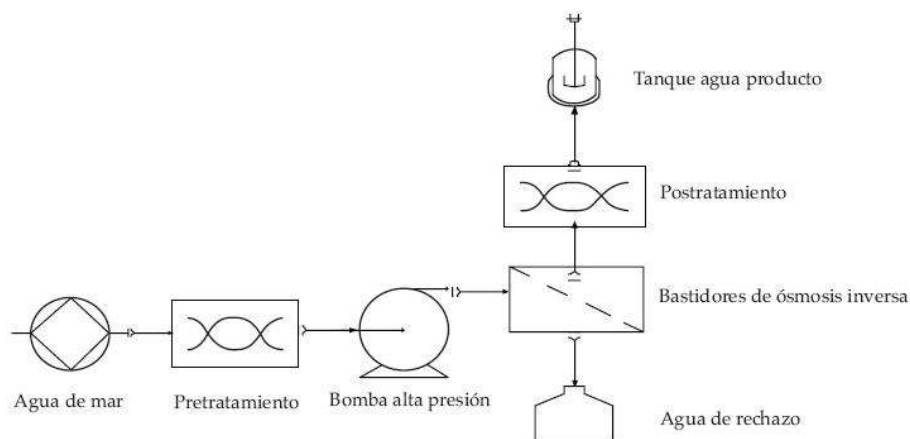 Tanque agua producto
Postratamiento
Bastidores de ósmosis inversa
Agua de mar
Pretratamiento
Bomba alta presión
Agua de rechazo